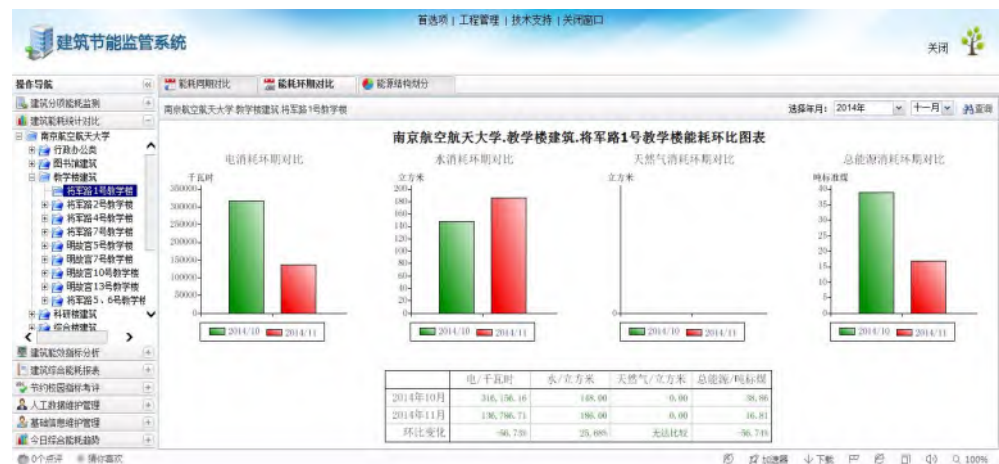 首选项 | 工程管理 | 技术支持 | 关闭窗口
建筑节能监管系统
关闭
操作导航
能耗同期对比
能耗环期对比
能源结构划分
建筑分项能耗监测
建筑能耗统计对比
南京航空航天大学.教学楼建筑.将军路1号教学楼
选择年月: 2014年 十一月 查询
南京航空航天大学
行政办公类
图书馆建筑
教学楼建筑
将军路1号教学楼
将军路2号教学楼
将军路4号教学楼
将军路7号教学楼
明故宫5号教学楼
明故宫7号教学楼
明故宫10号教学楼
明故宫13号教学楼
将军路5、6号教学楼
科研楼建筑
综合楼建筑
建筑能效指标分析
建筑综合能耗报表
节约校园指标考评
人工数据维护管理
基础信息维护管理
今日综合能耗趋势
南京航空航天大学.教学楼建筑.将军路1号教学楼能耗环比图表
电消耗环期对比
千瓦时
350000
300000
250000
200000
150000
100000
50000
0
2014/10 2014/11
水消耗环期对比
立方米
200
180
160
140
120
100
80
60
40
20
0
2014/10 2014/11
天然气消耗环期对比
立方米
0
2014/10 2014/11
总能源消耗环期对比
吨标准煤
40
35
30
25
20
15
10
5
0
2014/10 2014/11
电/千瓦时 水/立方米 天然气/立方米 总能源/吨标煤
2014年10月 316,156.16 148.00 0.00 38.86
2014年11月 136,786.71 186.00 0.00 16.81
环比变化 -56.73% 25.68% 无法比较 -56.74%
0个点评 猜你喜欢
加速器 下载 100%